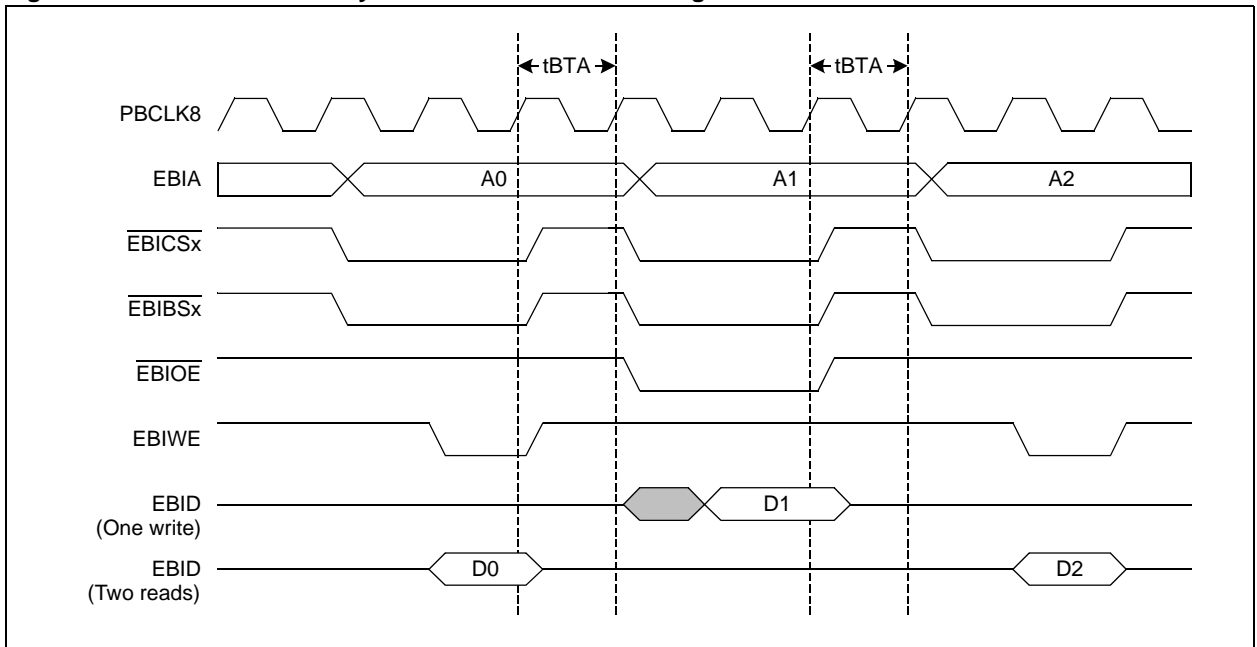 tBTA tBTA
PBCLK8
EBIA A0 A1 A2
EBICSx
EBIBSx
EBIOE
EBIWE
EBID D1
(One write)
EBID D0 D2
(Two reads)